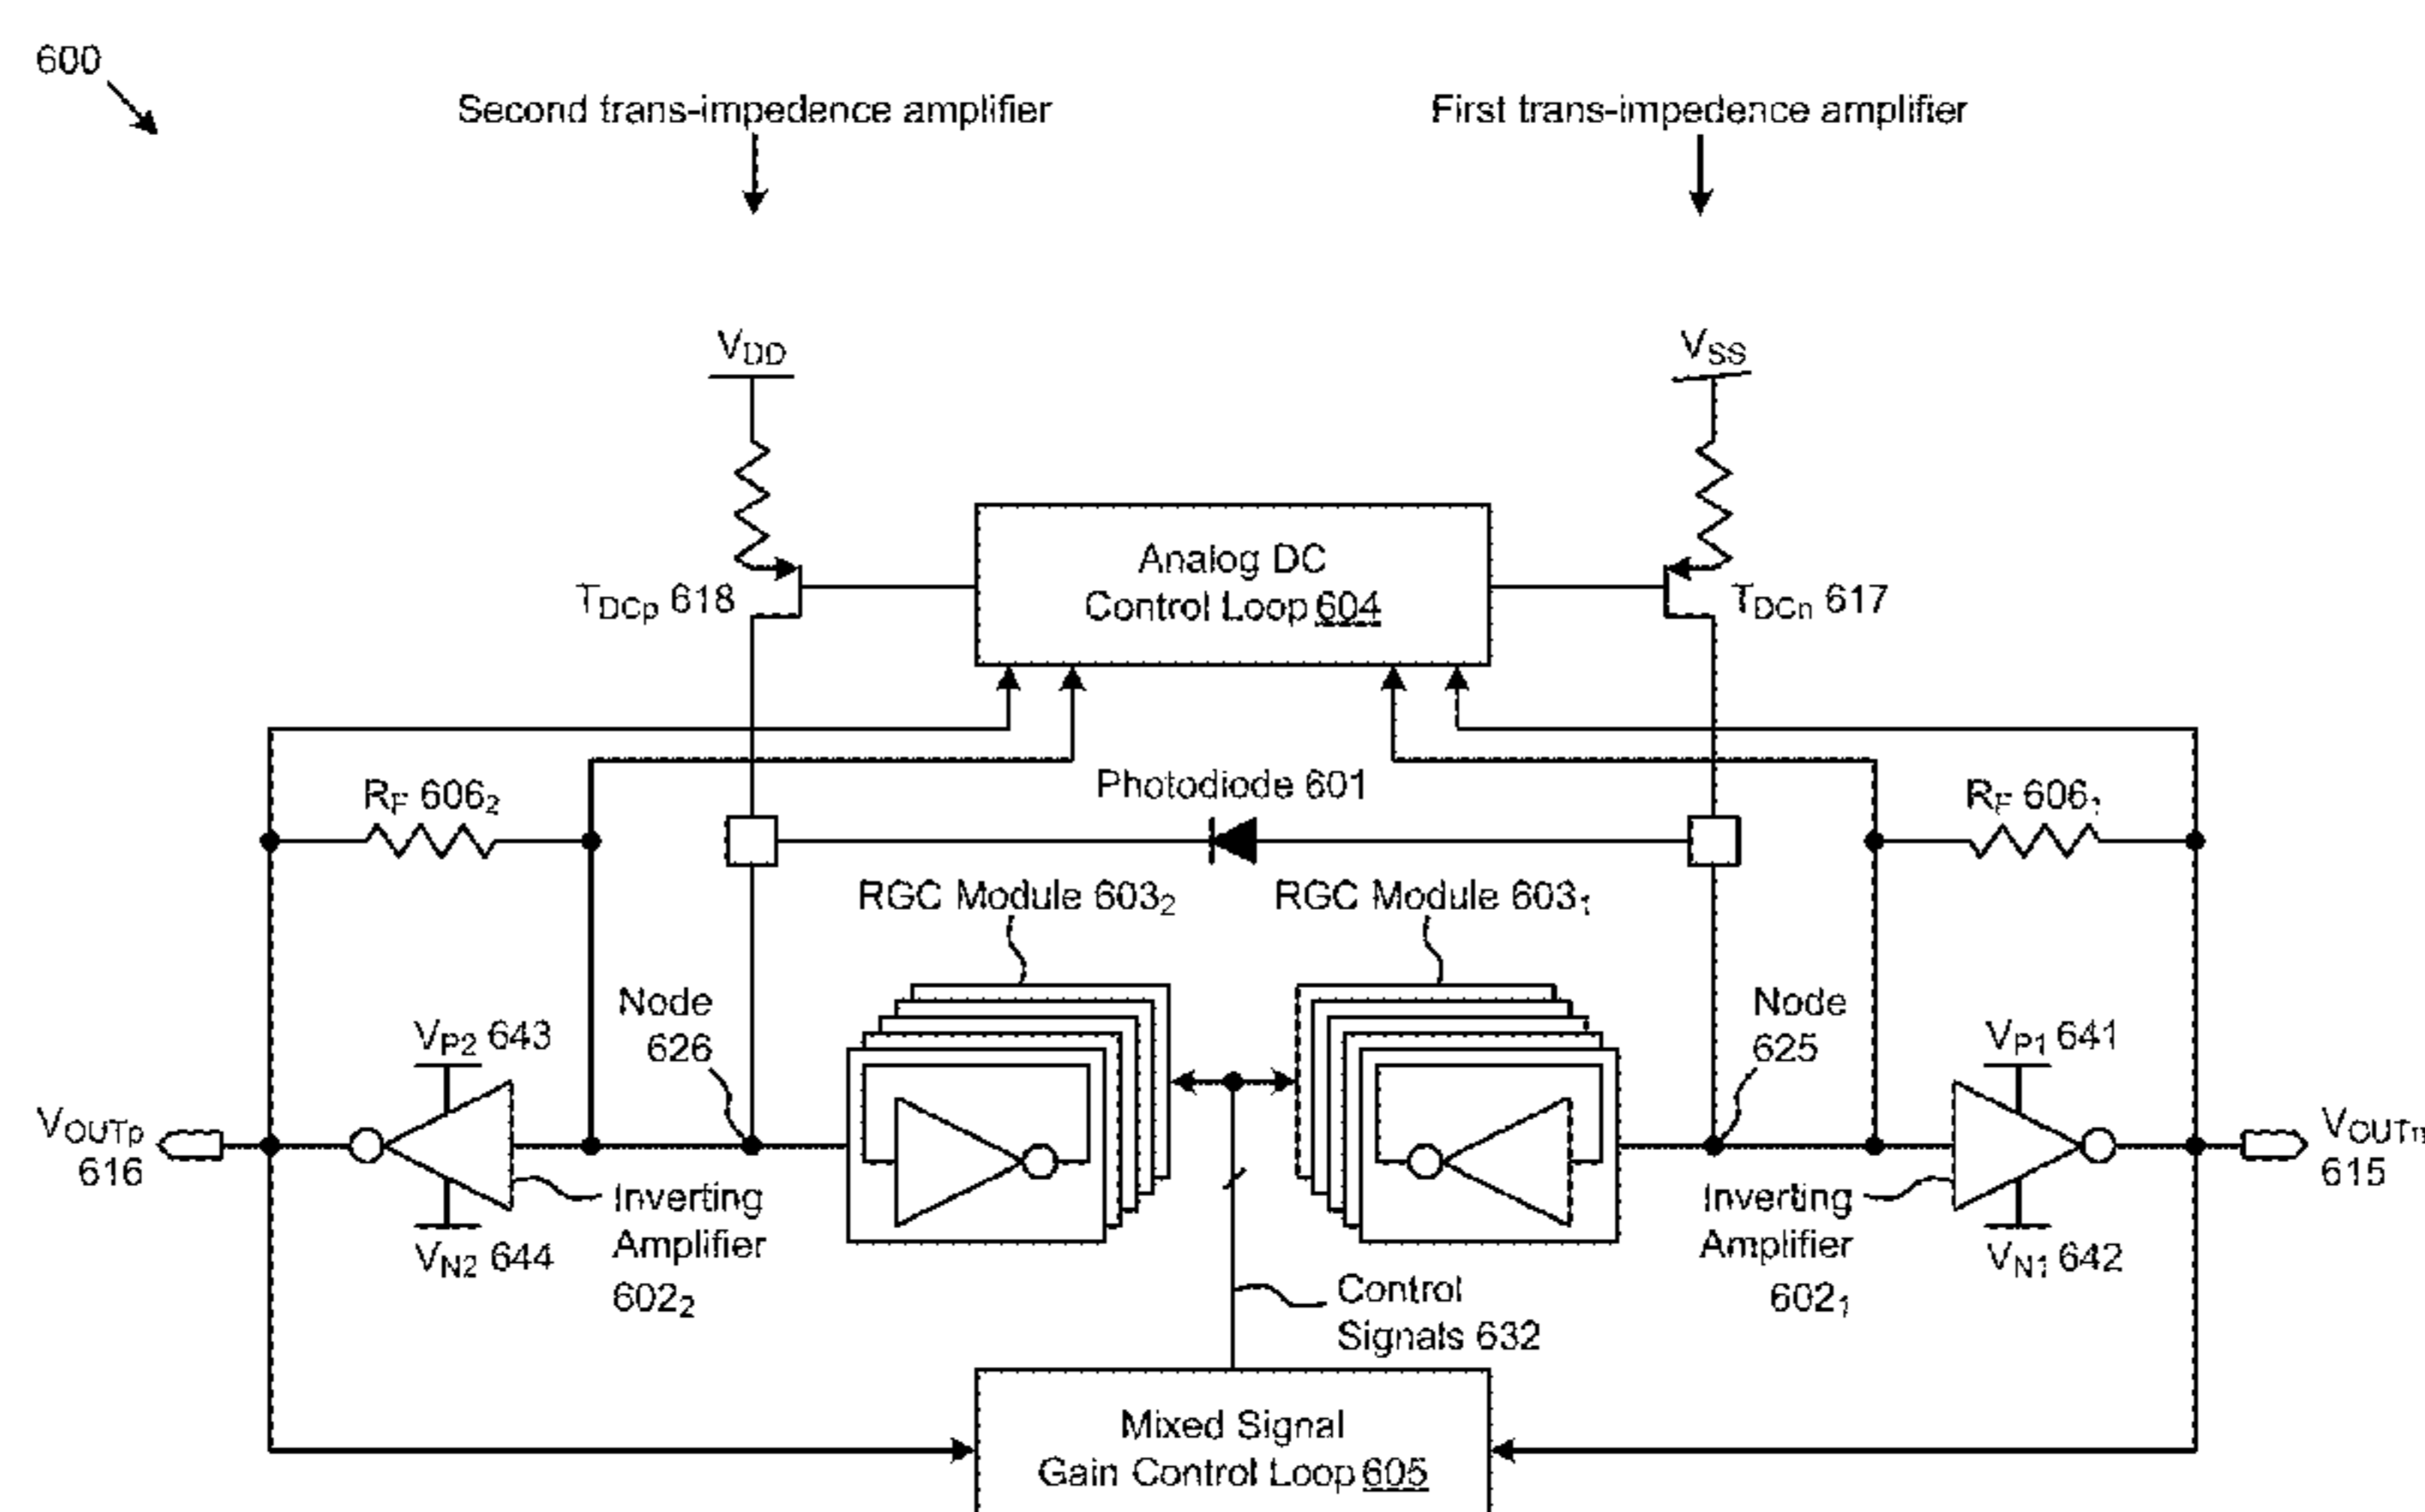 600
Second trans-impedence amplifier
First trans-impedence amplifier
VDD
VSS
Analog DC
Control Loop 604
TDCp 618
TDCn 617
Photodiode 601
RF 606₂
RF 606₁
RGC Module 603₂
RGC Module 603₁
Node
626
Node
625
VP2 643
VP1 641
VOUTp
616
VOUTn
615
Inverting
Amplifier
602₂
Inverting
Amplifier
602₁
VN2 644
VN1 642
Control
Signals 632
Mixed Signal
Gain Control Loop 605